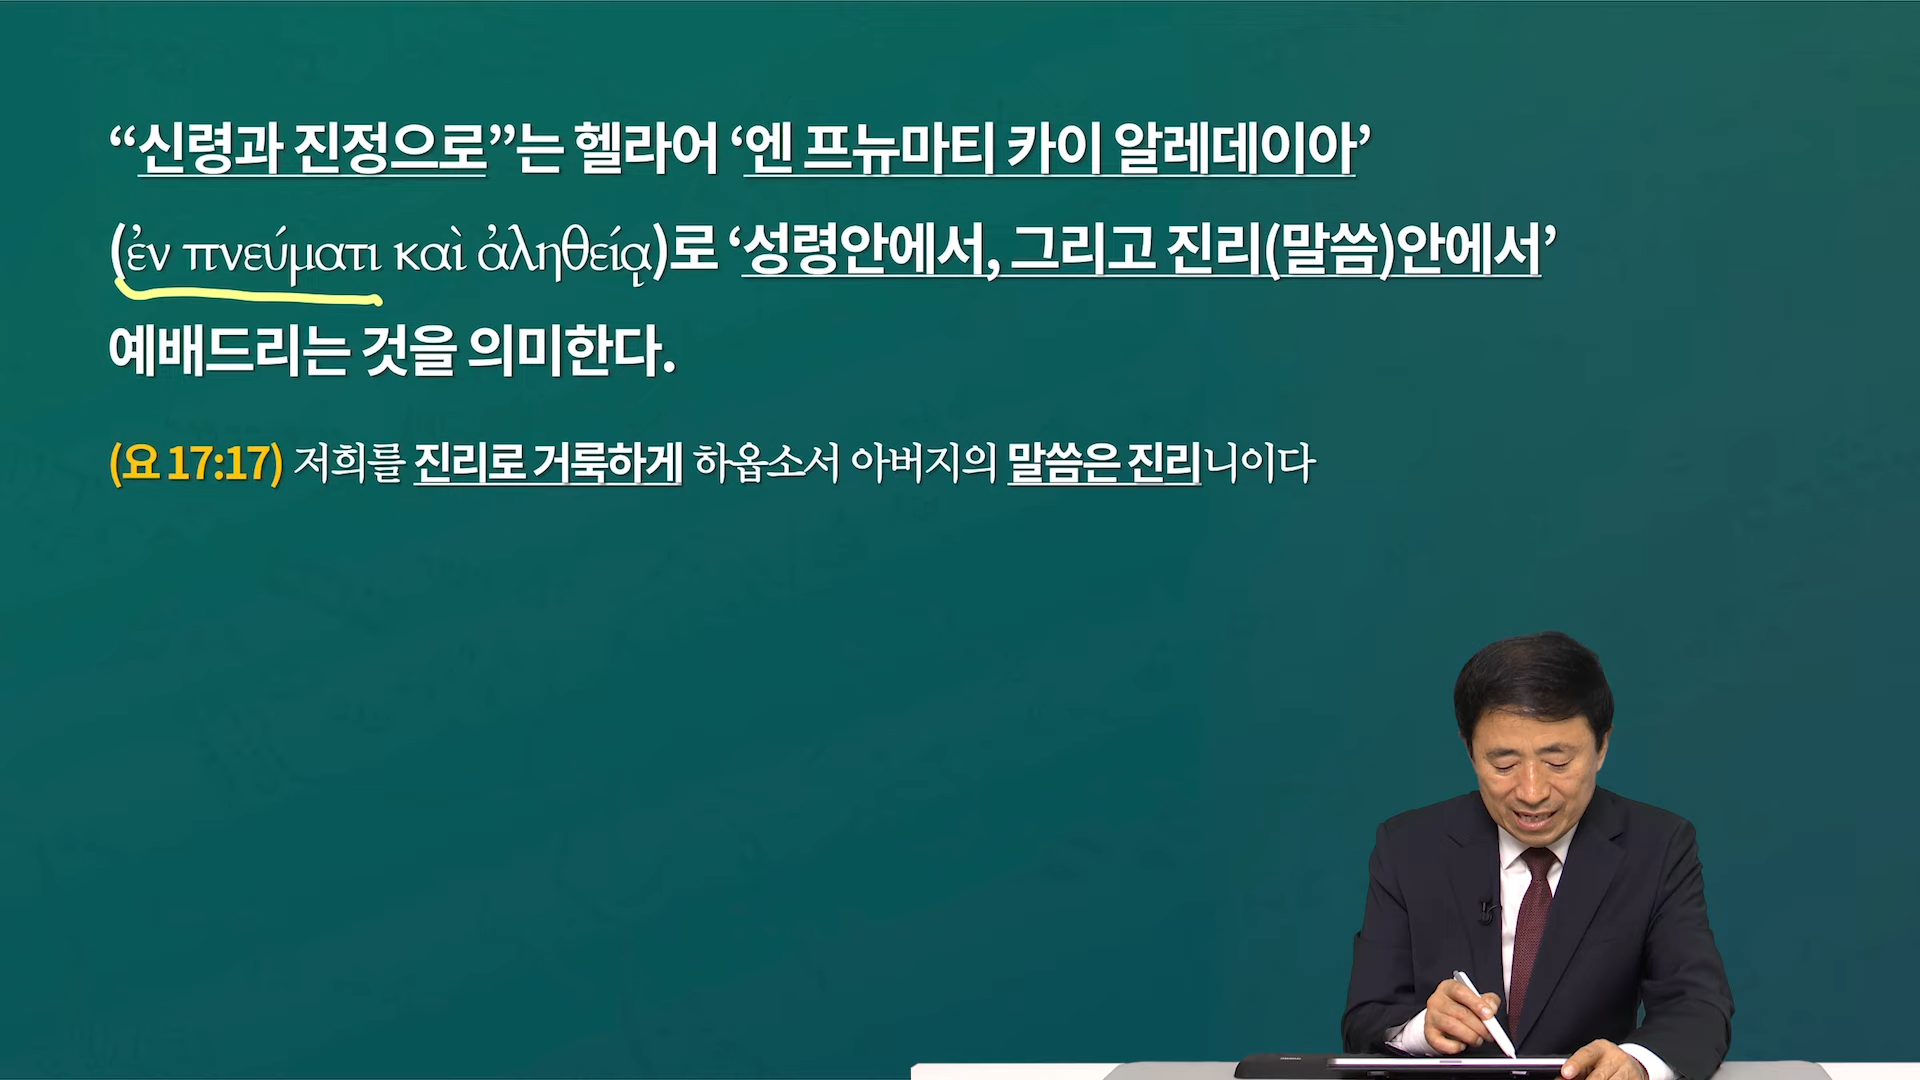 “신령과 진정으로”는 헬라어 ‘엔 프뉴마티 카이 알레데이아’
(ἐν πνεύματι καὶ ἀληθείᾳ)로 ‘성령안에서, 그리고 진리(말씀)안에서’
예배드리는 것을 의미한다.
(요 17:17) 저희를 진리로 거룩하게 하옵소서 아버지의 말씀은 진리니이다